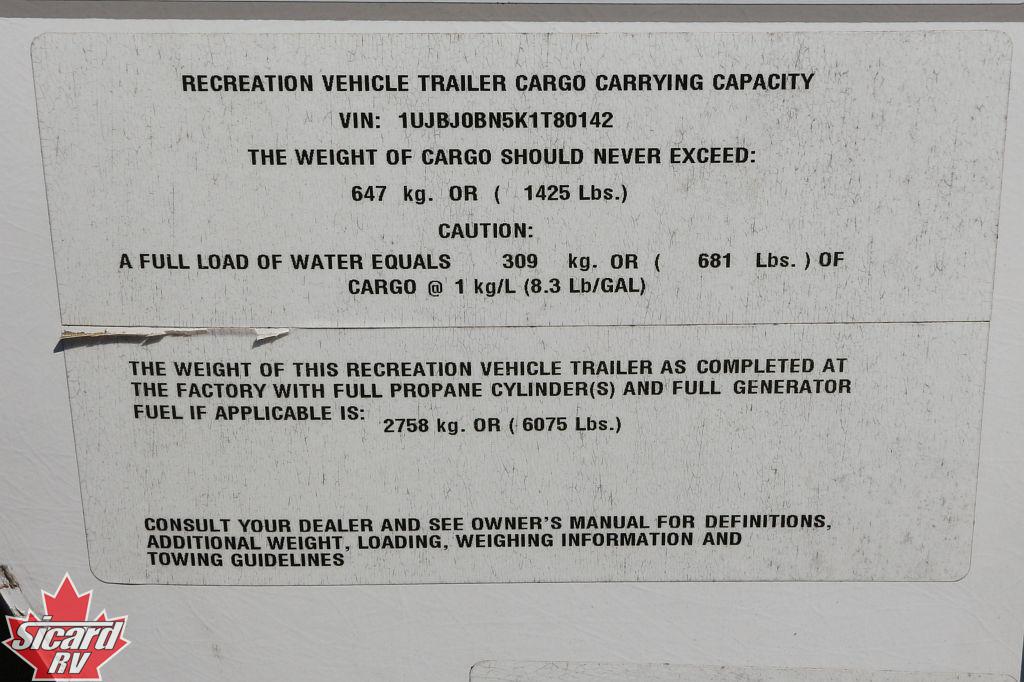 RECREATION VEHICLE TRAILER CARGO CARRYING CAPACITY
VIN: 1UJBJ0BN5K1T80142
THE WEIGHT OF CARGO SHOULD NEVER EXCEED:
647 kg. OR ( 1425 Lbs.)
CAUTION:
A FULL LOAD OF WATER EQUALS 309 kg. OR ( 681 Lbs. ) OF
CARGO @ 1 kg/L (8.3 Lb/GAL)
THE WEIGHT OF THIS RECREATION VEHICLE TRAILER AS COMPLETED AT
THE FACTORY WITH FULL PROPANE CYLINDER(S) AND FULL GENERATOR
FUEL IF APPLICABLE IS:
2758 kg. OR ( 6075 Lbs.)
CONSULT YOUR DEALER AND SEE OWNER'S MANUAL FOR DEFINITIONS,
ADDITIONAL WEIGHT, LOADING, WEIGHING INFORMATION AND
TOWING GUIDELINES
Sicard
RV